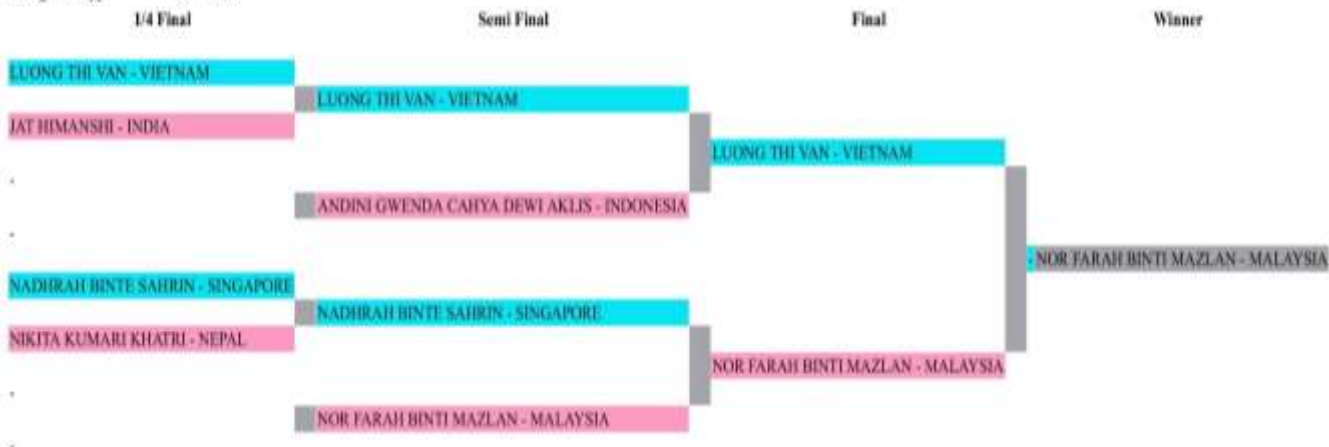 1/4 Final
Semi Final
Final
Winner
LUONG THI VAN - VIETNAM
LUONG THI VAN - VIETNAM
JAT HIMANSHI - INDIA
LUONG THI VAN - VIETNAM
-
ANDINI GWENDA CAHYA DEWI AKLIS - INDONESIA
-
- NOR FARAH BINTI MAZLAN - MALAYSIA
NADHRAH BINTE SAHRIN - SINGAPORE
NADHRAH BINTE SAHRIN - SINGAPORE
NIKITA KUMARI KHATRI - NEPAL
NOR FARAH BINTI MAZLAN - MALAYSIA
-
NOR FARAH BINTI MAZLAN - MALAYSIA
-